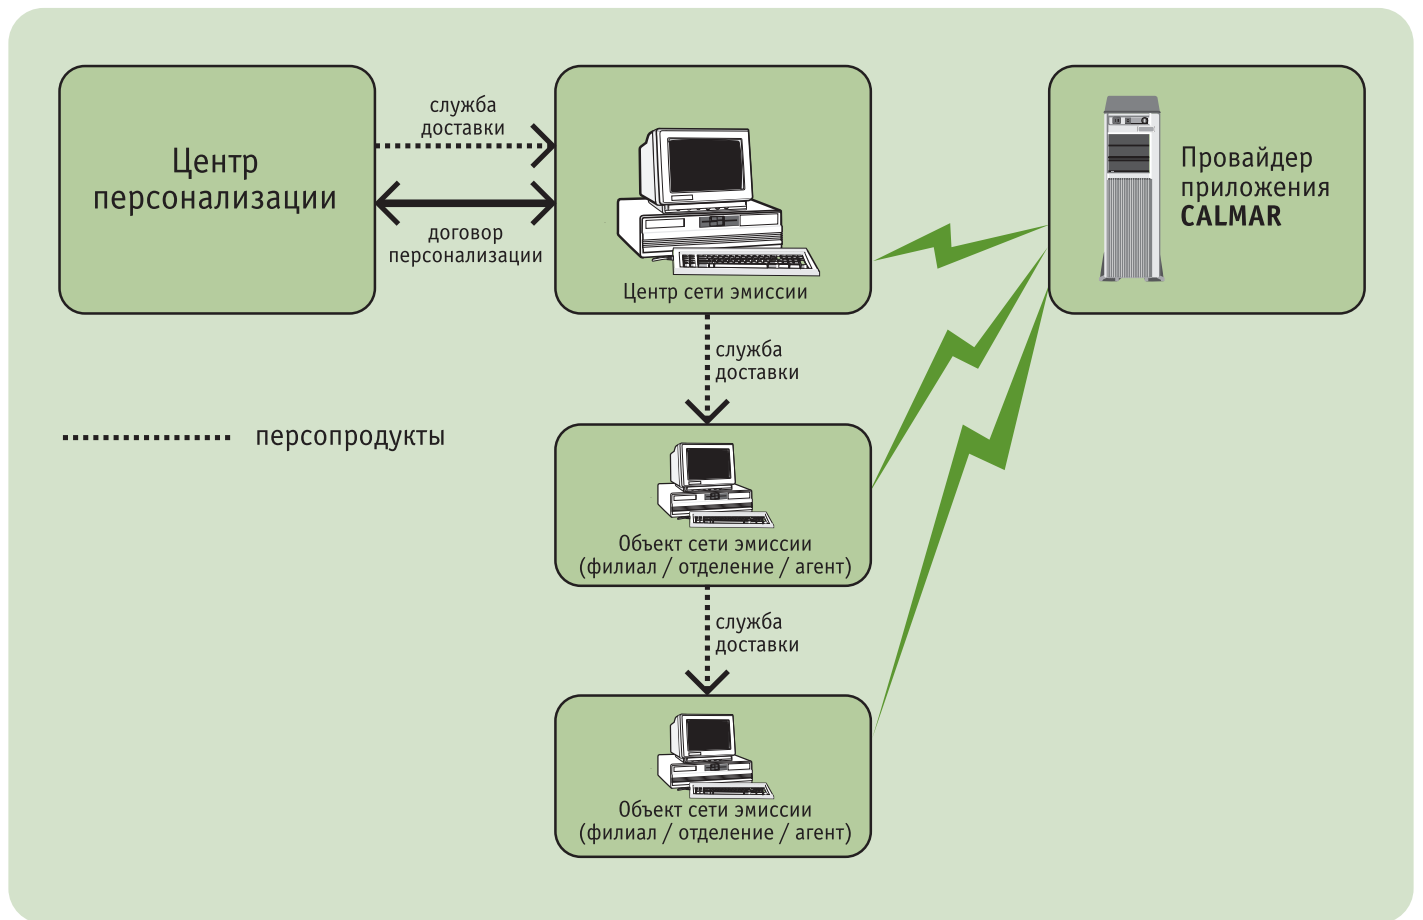 Центр
персонализации
служба
доставки
договор
персонализации
Центр сети эмиссии
Провайдер
приложения
CALMAR
служба
доставки
персопродукты
Объект сети эмиссии
(филиал / отделение / агент)
служба
доставки
Объект сети эмиссии
(филиал / отделение / агент)